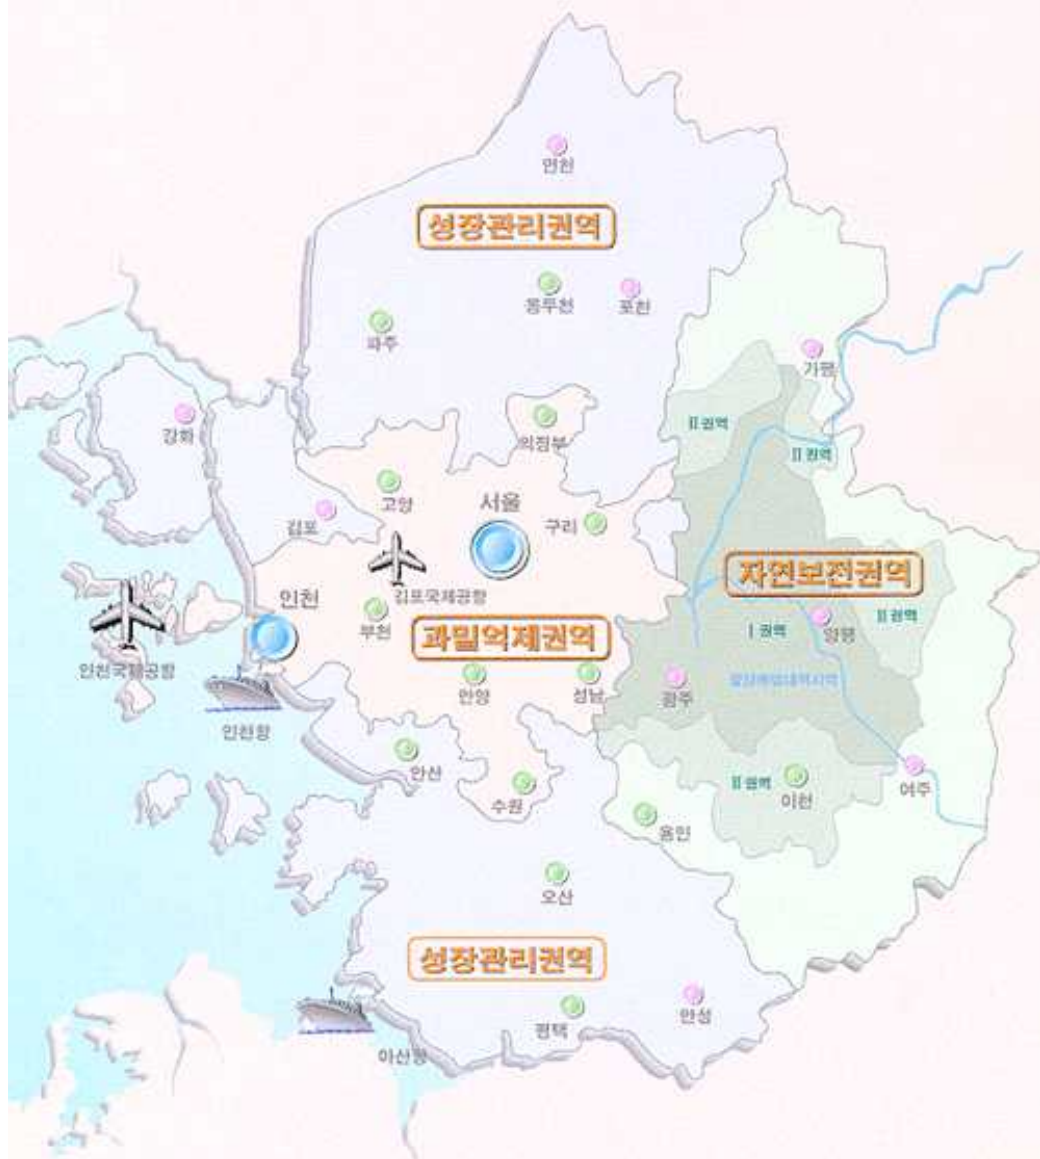 연천
성장관리권역
동두천
포천
파주
가평
강화
의정부
II권역
II권역
고양
서울
김포
구리
자연보전권역
인천
김포국제공항
부천
과밀억제권역
I권역
양평
II권역
인천국제공항
안양
성남
광주
인천항
안산
수원
II권역
이천
여주
용인
오산
성장관리권역
평택
안성
아산항